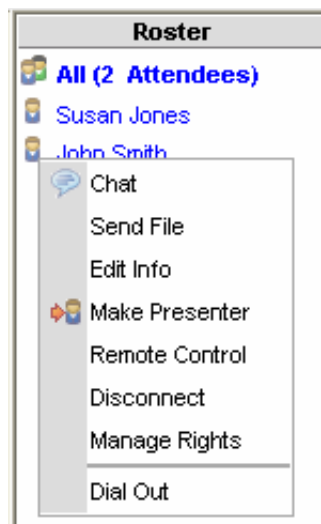 Roster
All (2 Attendees)
Susan Jones
John Smith
Chat
Send File
Edit Info
Make Presenter
Remote Control
Disconnect
Manage Rights
Dial Out